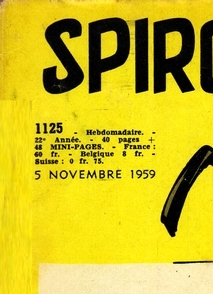 SPIRO
1125 - Hebdomadaire. -
22e Année. - 40 pages +
48 MINI-PAGES. - France :
60 fr. - Belgique 8 fr. -
Suisse : 0 fr. 75.
5 NOVEMBRE 1959